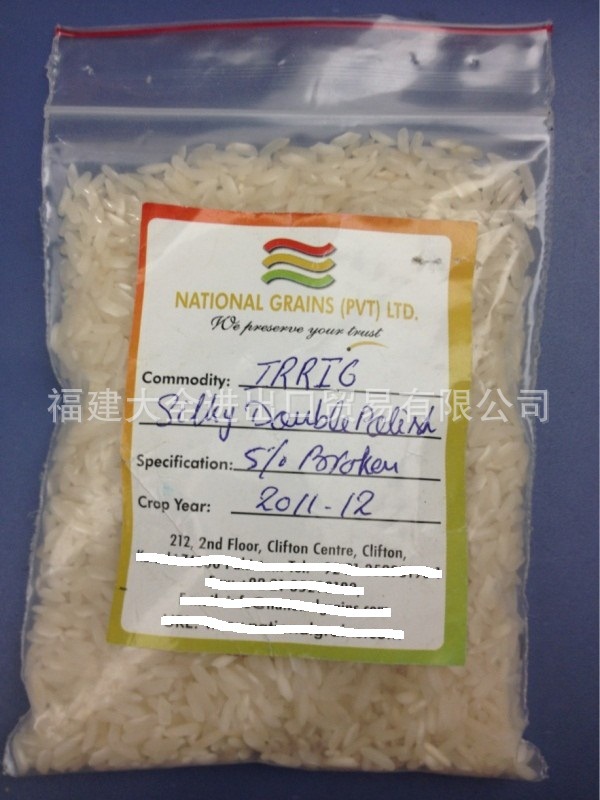 NATIONAL GRAINS (PVT) LTD.
We preserve your trust
Commodity: IRRI6
Silky Double Polish
福建大金进出口贸易有限公司
Specification: 5% Broken
Crop Year: 2011-12
212, 2nd Floor, Clifton Centre, Clifton,